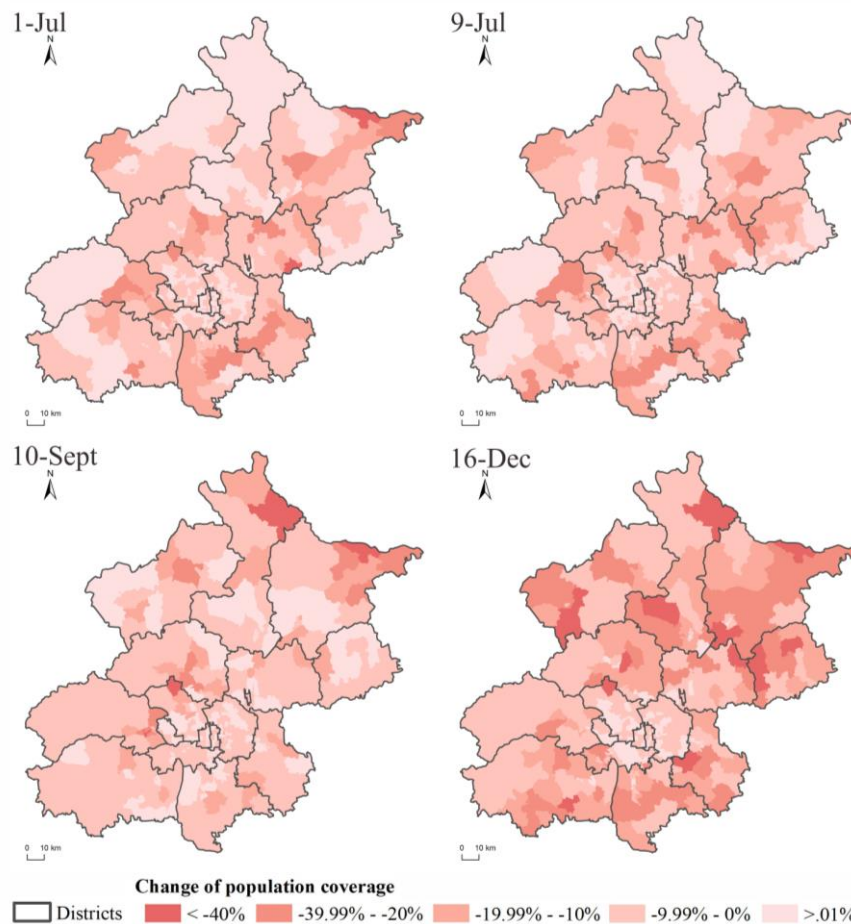 1-Jul
N
0 10 km
9-Jul
N
0 10 km
10-Sept
N
0 10 km
16-Dec
N
0 10 km
Change of population coverage
Districts < -40% -39.99% - -20% -19.99% - -10% -9.99% - 0% >.01%